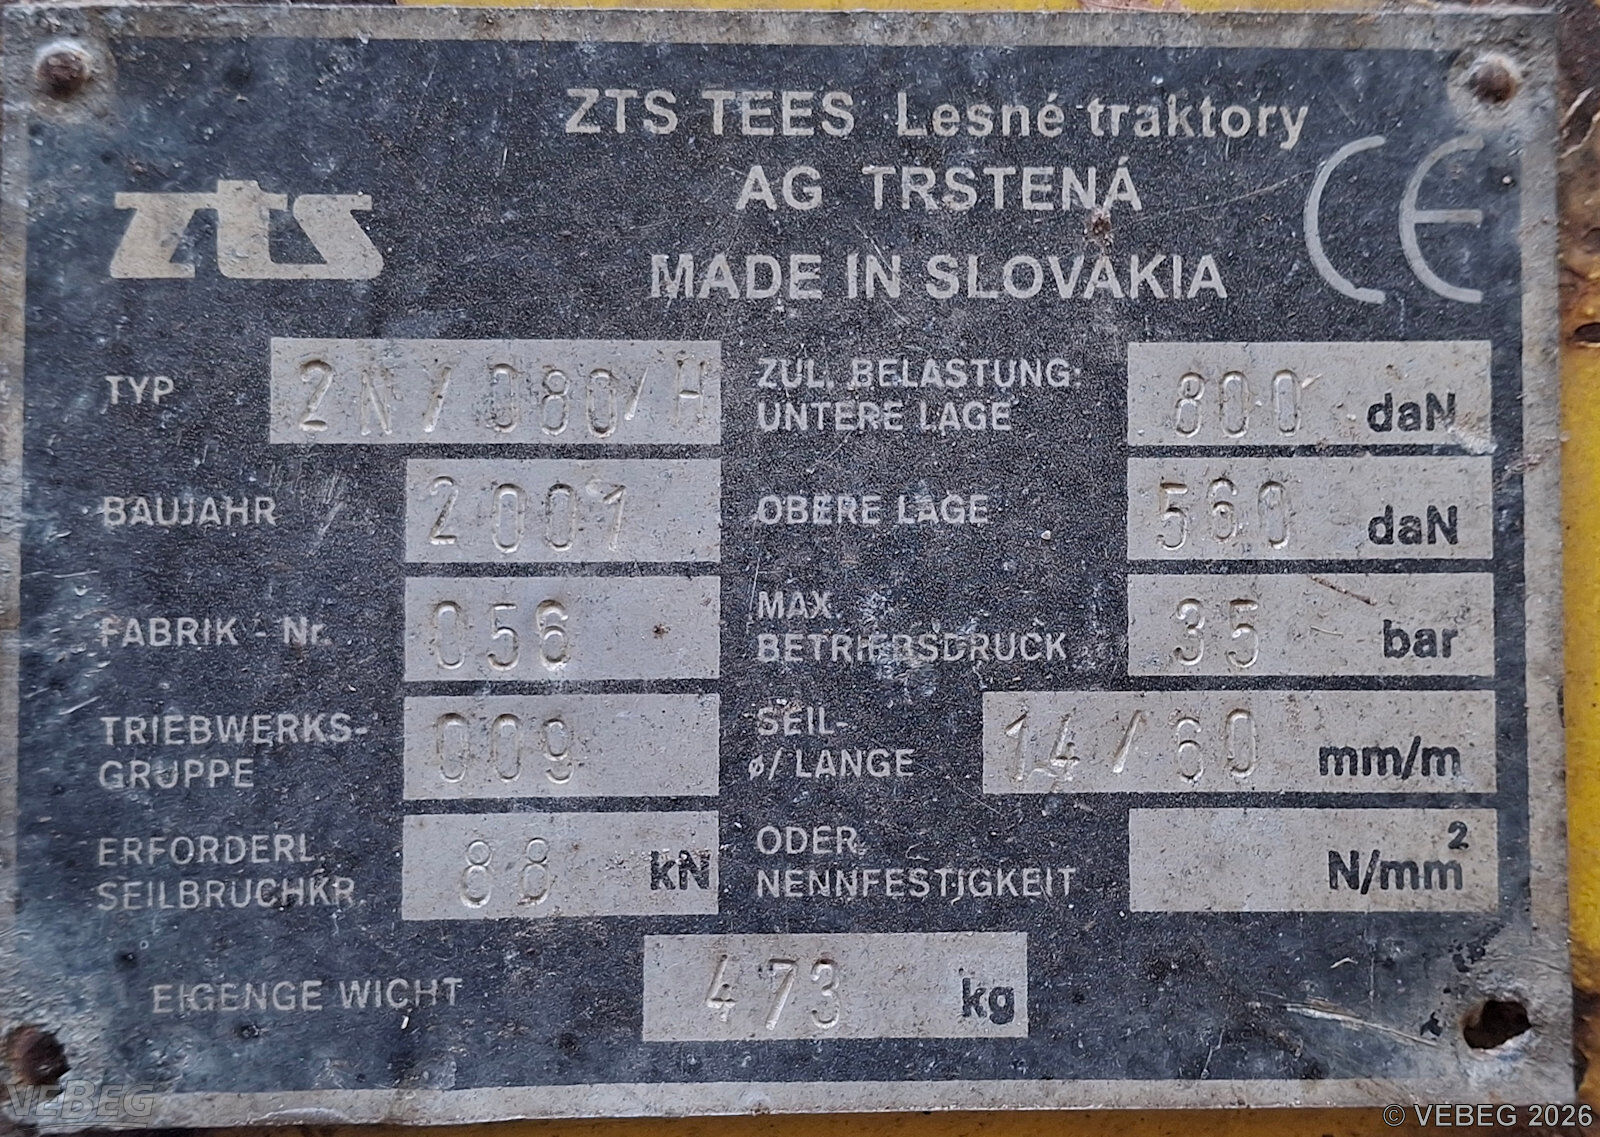 ZTS TEES Lesné traktory
AG TRSTENÁ
zts
CE
MADE IN SLOVAKIA
TYP 2N/080/H
BAUJAHR 2001
FABRIK - Nr. 056
TRIEBWERKS-
GRUPPE 009
ERFORDERL.
SEILBRUCHKR. 88 kN
ZUL. BELASTUNG:
UNTERE LAGE 800 daN
OBERE LAGE 560 daN
MAX.
BETRIEBSDRUCK 35 bar
SEIL-
ø/ LANGE 14/60 mm/m
ODER
NENNFESTIGKEIT N/mm²
EIGENGE WICHT 473 kg
VEBEG
© VEBEG 2026